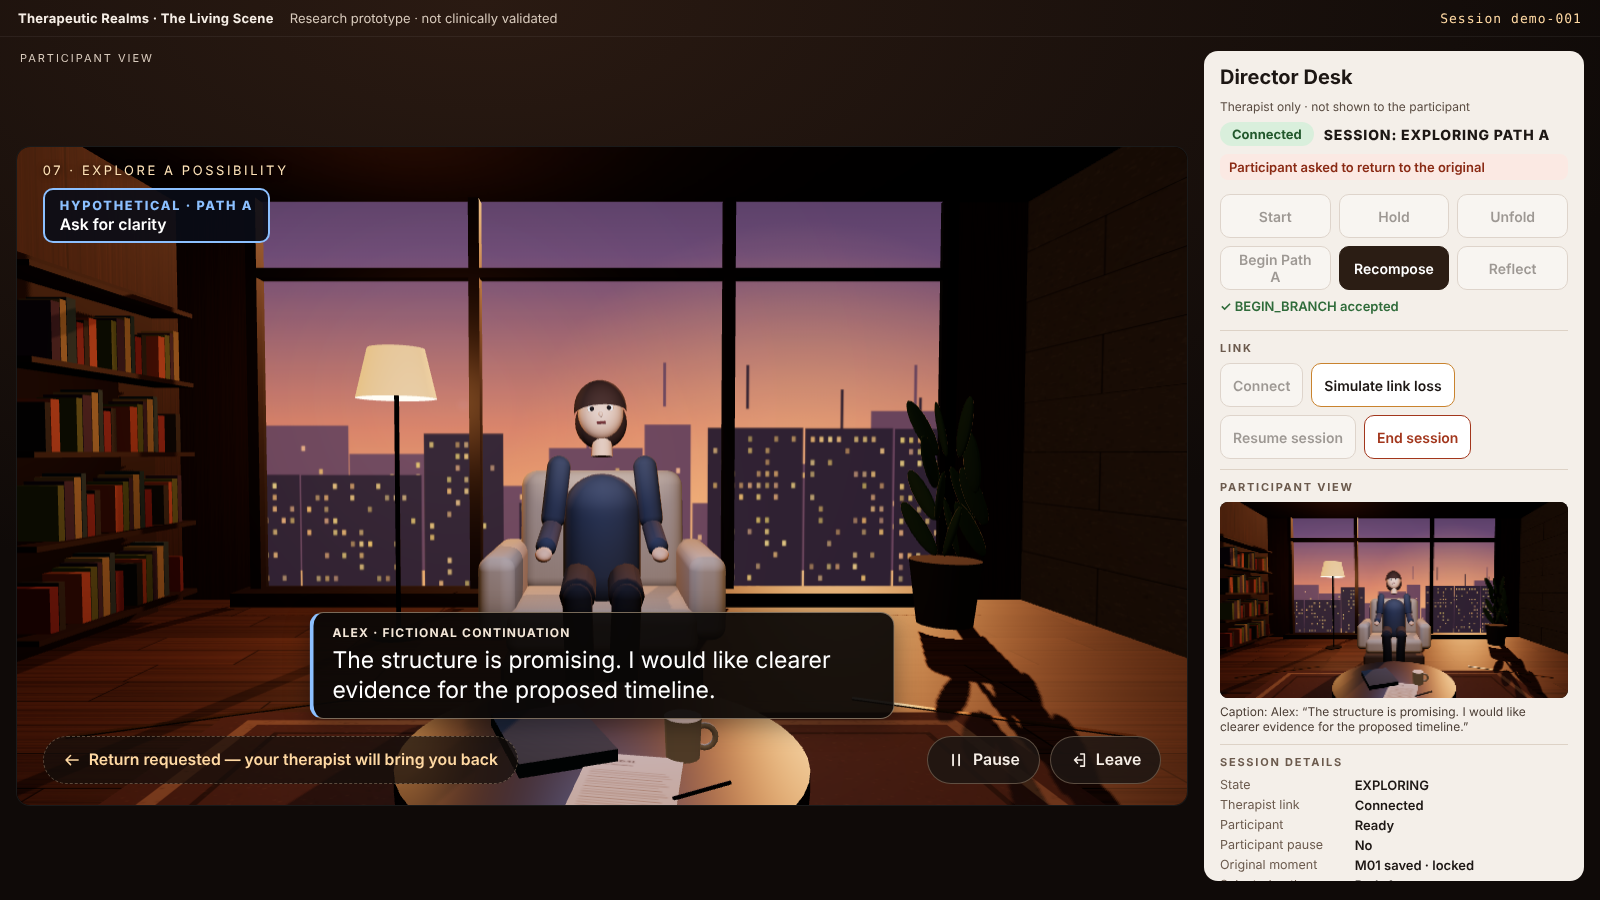 Therapeutic Realms · The Living Scene
Research prototype · not clinically validated
Session demo-001
PARTICIPANT VIEW
07 · EXPLORE A POSSIBILITY
HYPOTHETICAL · PATH A
Ask for clarity
ALEX · FICTIONAL CONTINUATION
The structure is promising. I would like clearer
evidence for the proposed timeline.
← Return requested — your therapist will bring you back
Pause
Leave
Director Desk
Therapist only · not shown to the participant
Connected
SESSION: EXPLORING PATH A
Participant asked to return to the original
Start
Hold
Unfold
Begin Path
A
Recompose
Reflect
✓ BEGIN_BRANCH accepted
LINK
Connect
Simulate link loss
Resume session
End session
PARTICIPANT VIEW
Caption: Alex: “The structure is promising. I would like
clearer evidence for the proposed timeline.”
SESSION DETAILS
State EXPLORING
Therapist link Connected
Participant Ready
Participant pause No
Original moment M01 saved · locked